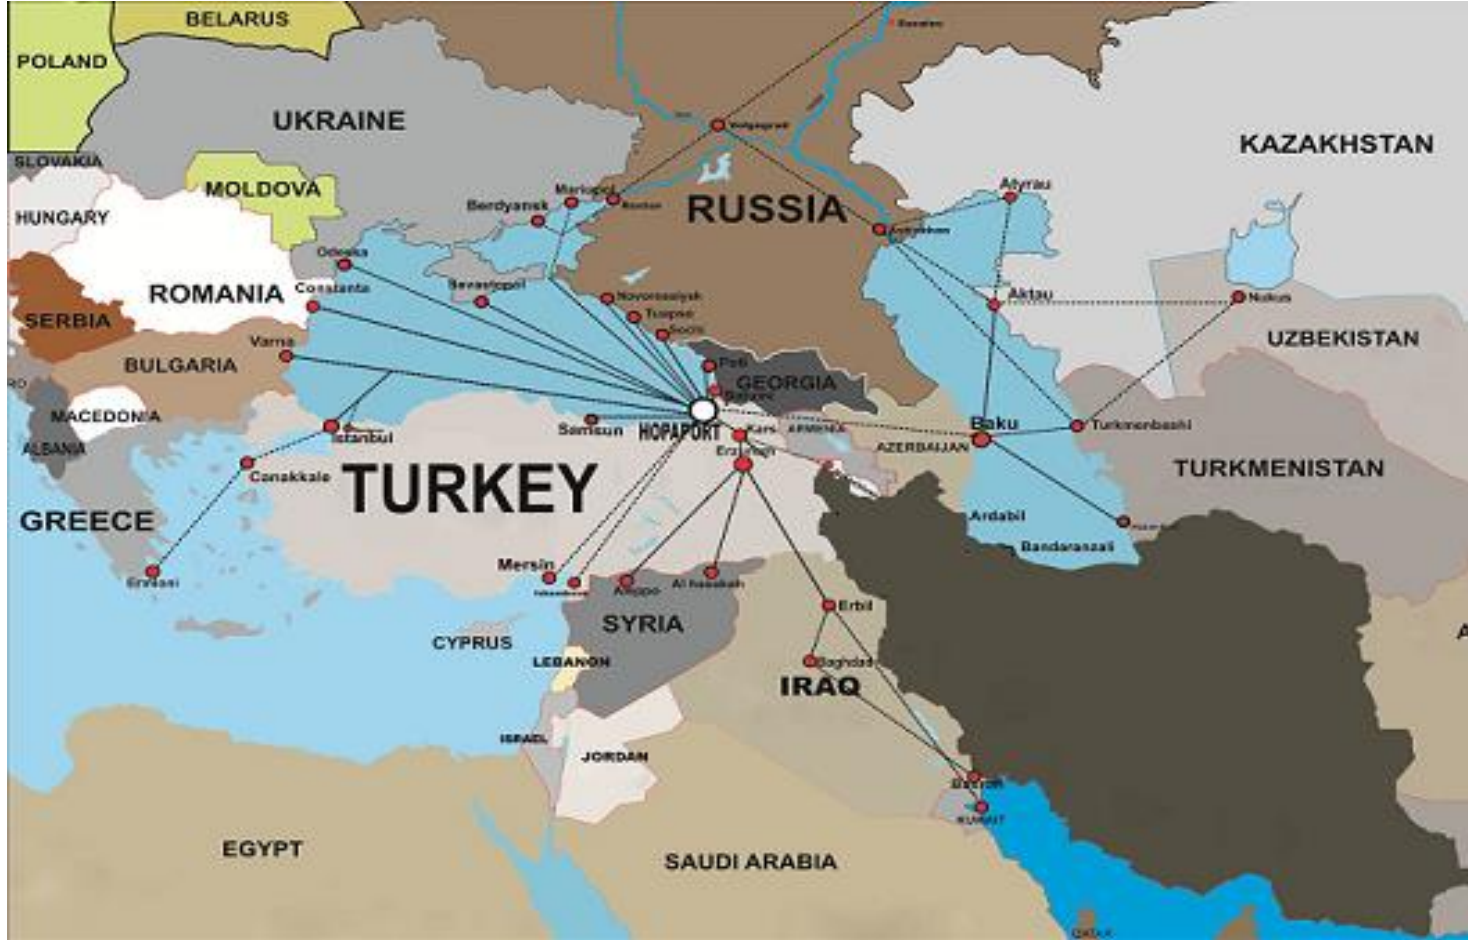 BELARUS
POLAND
UKRAINE
KAZAKHSTAN
SLOVAKIA
MOLDOVA
HUNGARY
Mariupol
Berdyansk
RUSSIA
Atyrau
Volgograd
Odessa
Constanta
ROMANIA
Sevastopol
Novorossiysk
Tuapse
Aktau
Nukus
SERBIA
Varna
UZBEKISTAN
BULGARIA
Poti
GEORGIA
MACEDONIA
ALBANIA
Istanbul
Samsun
HOPAPORT
Kars
ARMENIA
AZERBAIJAN
Baku
Turkmenbashi
Canakkale
TURKEY
TURKMENISTAN
GREECE
Ardabil
Bandaranzali
Mersin
Aleppo
Al hasakah
SYRIA
Erbil
CYPRUS
LEBANON
Baghdad
IRAQ
ISRAEL
JORDAN
KUWAIT
EGYPT
SAUDI ARABIA
QATAR